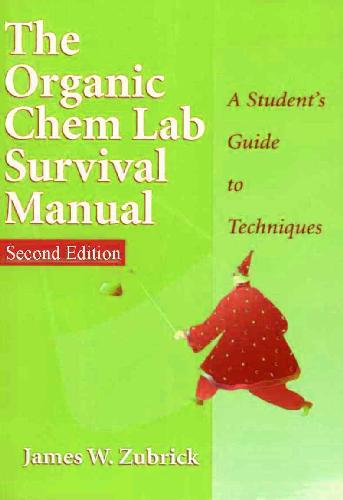 The
Organic
Chem Lab
Survival
Manual
Second Edition
A Student's
Guide
to
Techniques
James W. Zubrick